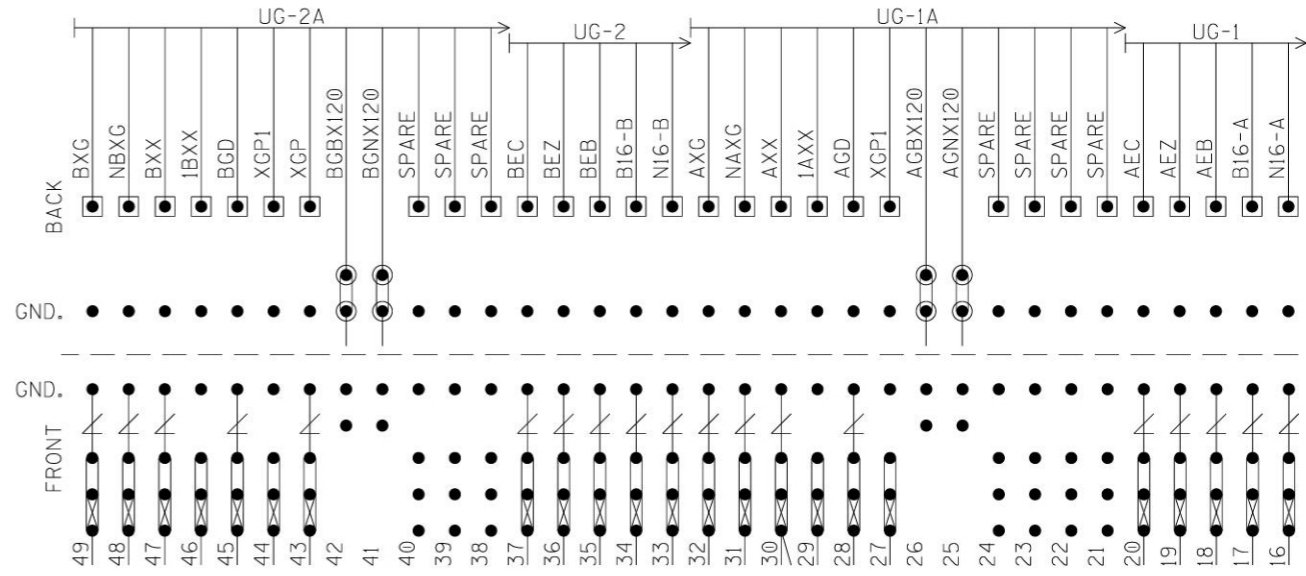 UG-2A
UG-2
UG-1A
UG-1
BACK
BXG
NBXG
BXX
1BXX
BGD
XGP1
XGP
BGBX120
BGNX120
SPARE
SPARE
SPARE
BEC
BEZ
BEB
B16-B
N16-B
AXG
NAXG
AXX
1AXX
AGD
XGP1
AGBX120
AGNX120
SPARE
SPARE
SPARE
SPARE
AEC
AEZ
AEB
B16-A
N16-A
GND.
GND.
FRONT
49
48
47
46
45
44
43
42
41
40
39
38
37
36
35
34
33
32
31
30
29
28
27
26
25
24
23
22
21
20
19
18
17
16